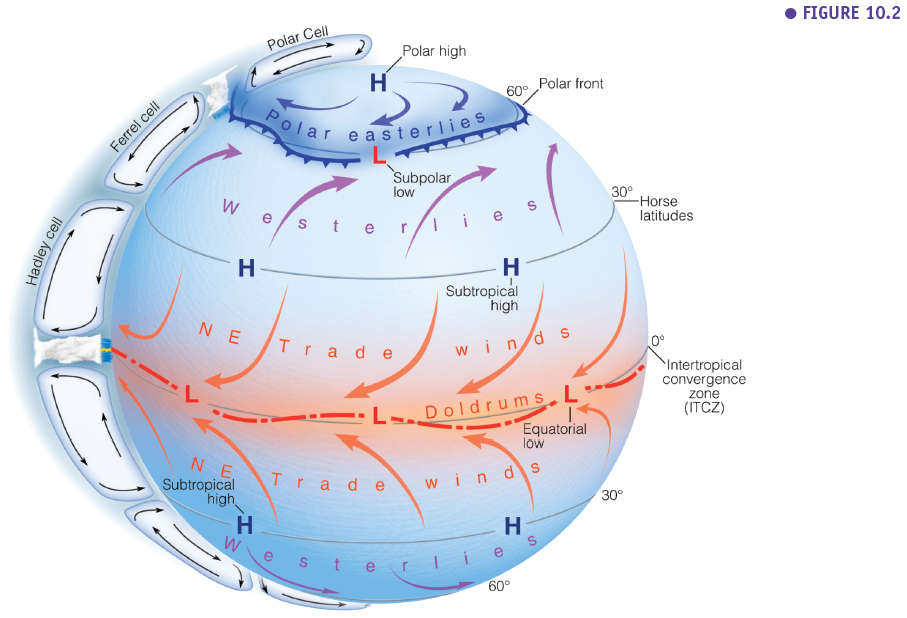 ● FIGURE 10.2
Polar Cell
Polar high
H
60°
Polar front
Ferrel cell
Polar easterlies
L
Subpolar
low
30°
Horse
latitudes
Westerlies
Hadley cell
H
H
Subtropical
high
NE Trade winds
0°
Intertropical
convergence
zone
(ITCZ)
L
L
Doldrums
L
Equatorial
low
NE Trade winds
Subtropical
high
30°
H
H
Westerlies
60°